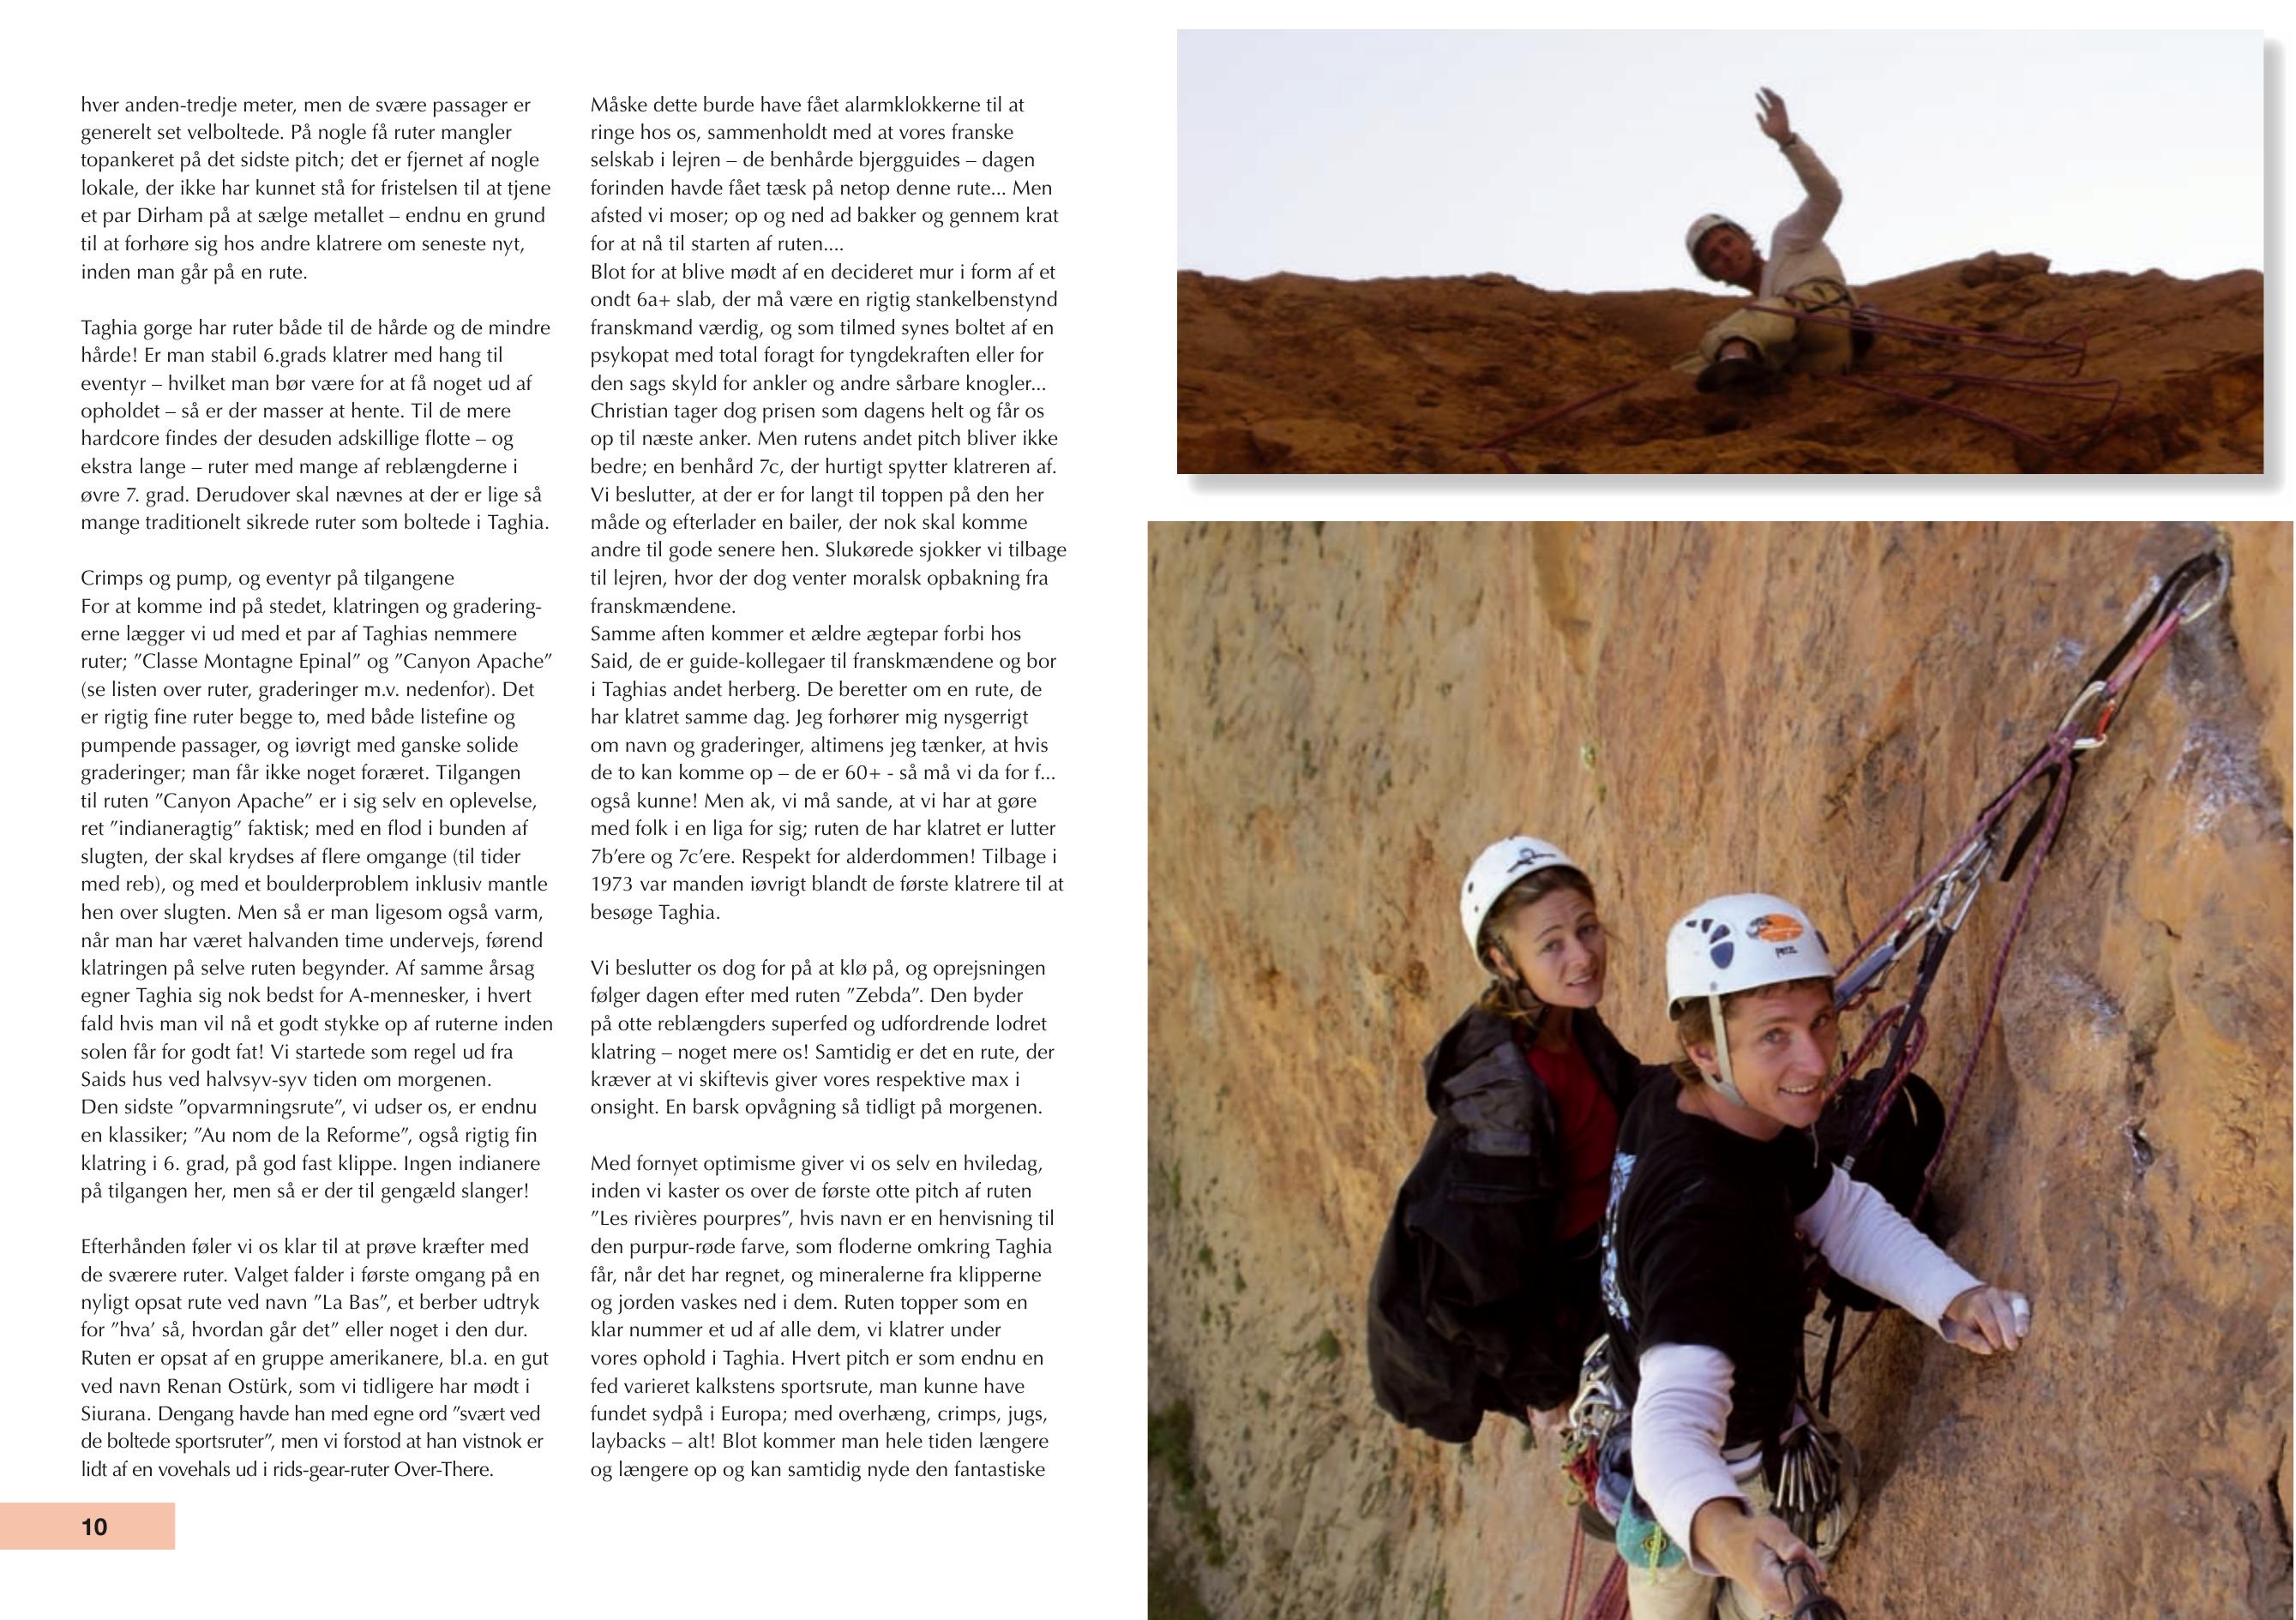 hver anden-tredje meter, men de svære passager er
generelt set velboltede. På nogle få ruter mangler
topankeret på det sidste pitch; det er fjernet af nogle
lokale, der ikke har kunnet stå for fristelsen til at tjene
et par Dirham på at sælge metallet – endnu en grund
til at forhøre sig hos andre klatrere om seneste nyt,
inden man går på en rute.
Taghia gorge har ruter både til de hårde og de mindre
hårde! Er man stabil 6.grads klatrer med hang til
eventyr – hvilket man bør være for at få noget ud af
opholdet – så er der masser at hente. Til de mere
hardcore findes der desuden adskillige flotte – og
ekstra lange – ruter med mange af reblængderne i
øvre 7. grad. Derudover skal nævnes at der er lige så
mange traditionelt sikrede ruter som boltede i Taghia.
Crimps og pump, og eventyr på tilgangene
For at komme ind på stedet, klatringen og gradering-
erne lægger vi ud med et par af Taghias nemmere
ruter; ”Classe Montagne Epinal” og ”Canyon Apache”
(se listen over ruter, graderinger m.v. nedenfor). Det
er rigtig fine ruter begge to, med både listefine og
pumpende passager, og iøvrigt med ganske solide
graderinger; man får ikke noget foræret. Tilgangen
til ruten ”Canyon Apache” er i sig selv en oplevelse,
ret ”indianeragtig” faktisk; med en flod i bunden af
slugten, der skal krydses af flere omgange (til tider
med reb), og med et boulderproblem inklusiv mantle
hen over slugten. Men så er man ligesom også varm,
når man har været halvanden time undervejs, førend
klatringen på selve ruten begynder. Af samme årsag
egner Taghia sig nok bedst for A-mennesker, i hvert
fald hvis man vil nå et godt stykke op af ruterne inden
solen får for godt fat! Vi startede som regel ud fra
Saids hus ved halvsyv-syv tiden om morgenen.
Den sidste ”opvarmningsrute”, vi udser os, er endnu
en klassiker; ”Au nom de la Reforme”, også rigtig fin
klatring i 6. grad, på god fast klippe. Ingen indianere
på tilgangen her, men så er der til gengæld slanger!
Efterhånden føler vi os klar til at prøve kræfter med
de sværere ruter. Valget falder i første omgang på en
nyligt opsat rute ved navn ”La Bas”, et berber udtryk
for ”hva’ så, hvordan går det” eller noget i den dur.
Ruten er opsat af en gruppe amerikanere, bl.a. en gut
ved navn Renan Ostürk, som vi tidligere har mødt i
Siurana. Dengang havde han med egne ord ”svært ved
de boltede sportsruter”, men vi forstod at han vistnok er
lidt af en vovehals ud i rids-gear-ruter Over-There.
Måske dette burde have fået alarmklokkerne til at
ringe hos os, sammenholdt med at vores franske
selskab i lejren – de benhårde bjergguides – dagen
forinden havde fået tæsk på netop denne rute... Men
afsted vi moser; op og ned ad bakker og gennem krat
for at nå til starten af ruten....
Blot for at blive mødt af en decideret mur i form af et
ondt 6a+ slab, der må være en rigtig stankelbenstynd
franskmand værdig, og som tilmed synes boltet af en
psykopat med total foragt for tyngdekraften eller for
den sags skyld for ankler og andre sårbare knogler...
Christian tager dog prisen som dagens helt og får os
op til næste anker. Men rutens andet pitch bliver ikke
bedre; en benhård 7c, der hurtigt spytter klatreren af.
Vi beslutter, at der er for langt til toppen på den her
måde og efterlader en bailer, der nok skal komme
andre til gode senere hen. Slukørede sjokker vi tilbage
til lejren, hvor der dog venter moralsk opbakning fra
franskmændene.
Samme aften kommer et ældre ægtepar forbi hos
Said, de er guide-kollegaer til franskmændene og bor
i Taghias andet herberg. De beretter om en rute, de
har klatret samme dag. Jeg forhører mig nysgerrigt
om navn og graderinger, altimens jeg tænker, at hvis
de to kan komme op – de er 60+ - så må vi da for f...
også kunne! Men ak, vi må sande, at vi har at gøre
med folk i en liga for sig; ruten de har klatret er lutter
7b’ere og 7c’ere. Respekt for alderdommen! Tilbage i
1973 var manden iøvrigt blandt de første klatrere til at
besøge Taghia.
Vi beslutter os dog for på at klø på, og oprejsningen
følger dagen efter med ruten ”Zebda”. Den byder
på otte reblængders superfed og udfordrende lodret
klatring – noget mere os! Samtidig er det en rute, der
kræver at vi skiftevis giver vores respektive max i
onsight. En barsk opvågning så tidligt på morgenen.
Med fornyet optimisme giver vi os selv en hviledag,
inden vi kaster os over de første otte pitch af ruten
”Les rivières pourpres”, hvis navn er en henvisning til
den purpur-røde farve, som floderne omkring Taghia
får, når det har regnet, og mineralerne fra klipperne
og jorden vaskes ned i dem. Ruten topper som en
klar nummer et ud af alle dem, vi klatrer under
vores ophold i Taghia. Hvert pitch er som endnu en
fed varieret kalkstens sportsrute, man kunne have
fundet sydpå i Europa; med overhæng, crimps, jugs,
laybacks – alt! Blot kommer man hele tiden længere
og længere op og kan samtidig nyde den fantastiske
10
PETZL